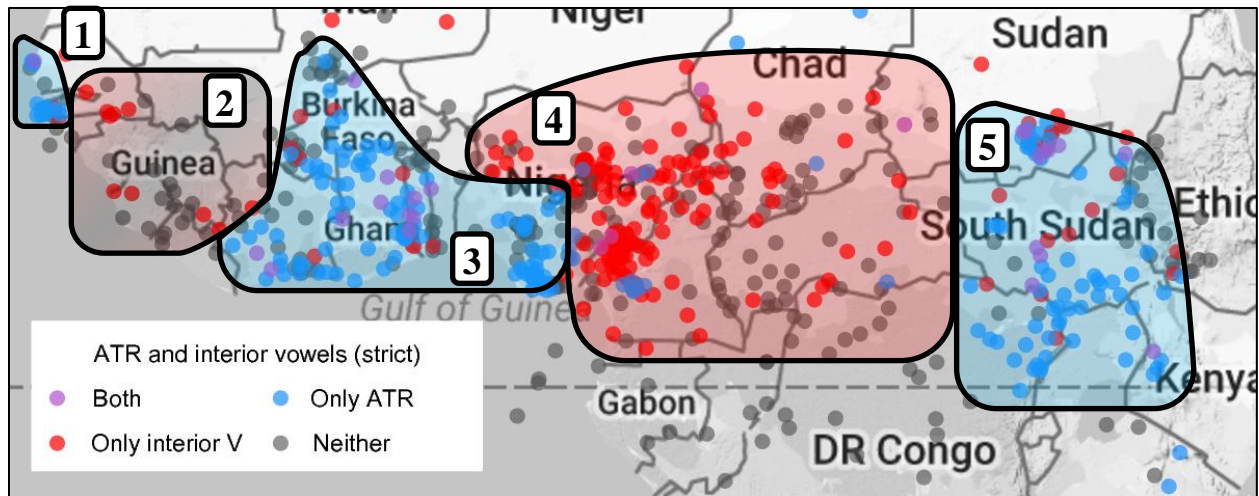 Mali
Niger
Sudan
1
Chad
2
4
5
Burkina
Faso
Guinea
Nigeria
Ethio
South Sudan
Ghana
3
Gulf of Guinea
ATR and interior vowels (strict)
Both
Only ATR
Only interior V
Neither
Kenya
Gabon
DR Congo